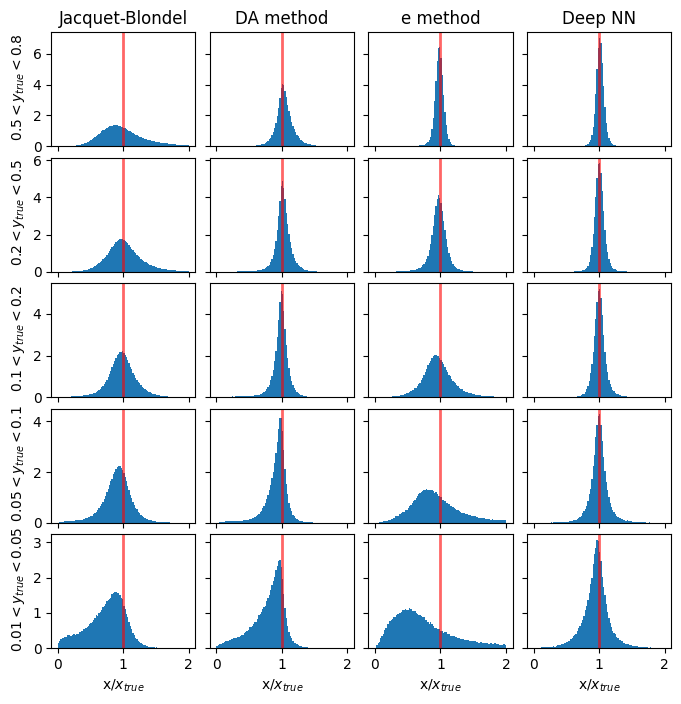 Jacquet-Blondel DA method e method Deep NN
0.5 < y_true < 0.8
6
4
2
0
0.2 < y_true < 0.5
6
4
2
0
0.1 < y_true < 0.2
4
2
0
0.05 < y_true < 0.1
4
2
0
0.01 < y_true < 0.05
3
2
1
0
0 1 2 0 1 2 0 1 2 0 1 2
x/x_true x/x_true x/x_true x/x_true